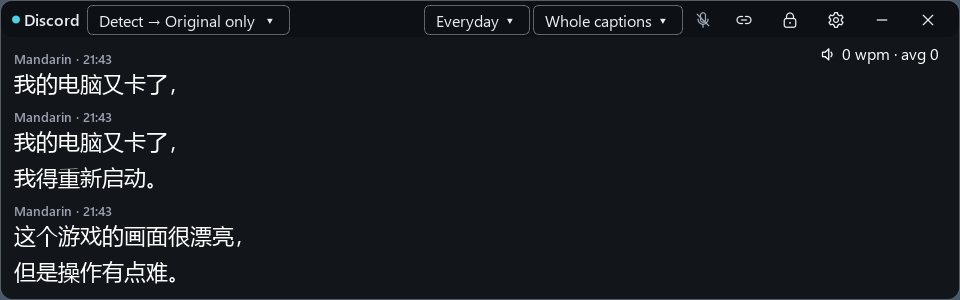 Discord
Detect → Original only
Everyday
Whole captions
0 wpm · avg 0
Mandarin · 21:43
我的电脑又卡了，
Mandarin · 21:43
我的电脑又卡了，
我得重新启动。
Mandarin · 21:43
这个游戏的画面很漂亮，
但是操作有点难。